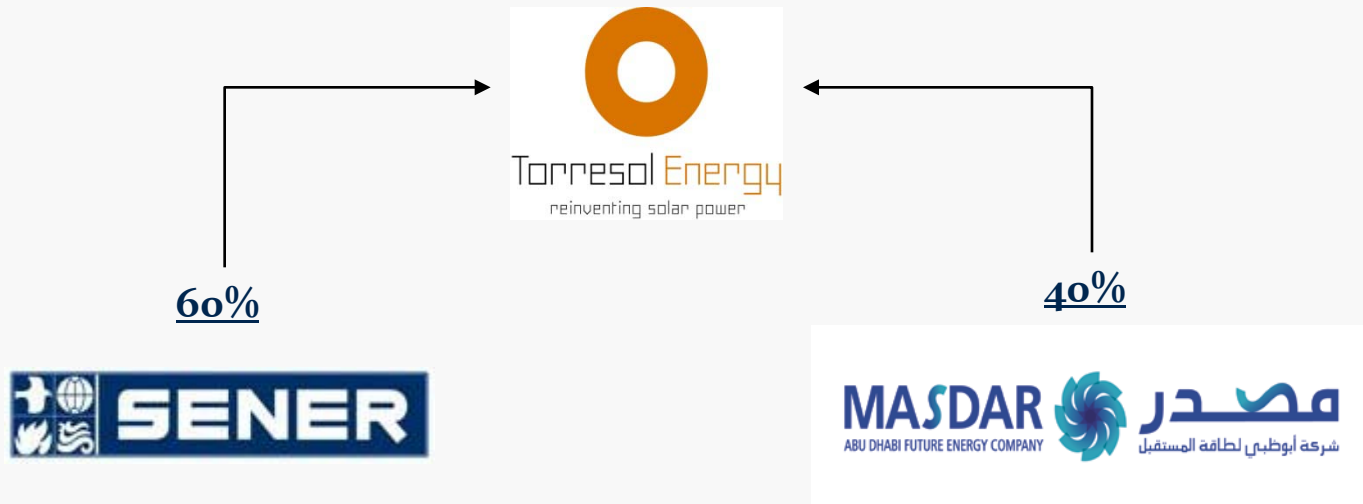 Torresol Energy
reinventing solar power
60%
40%
SENER
MASDAR
ABU DHABI FUTURE ENERGY COMPANY
مصدر
شركة أبوظبي لطاقة المستقبل